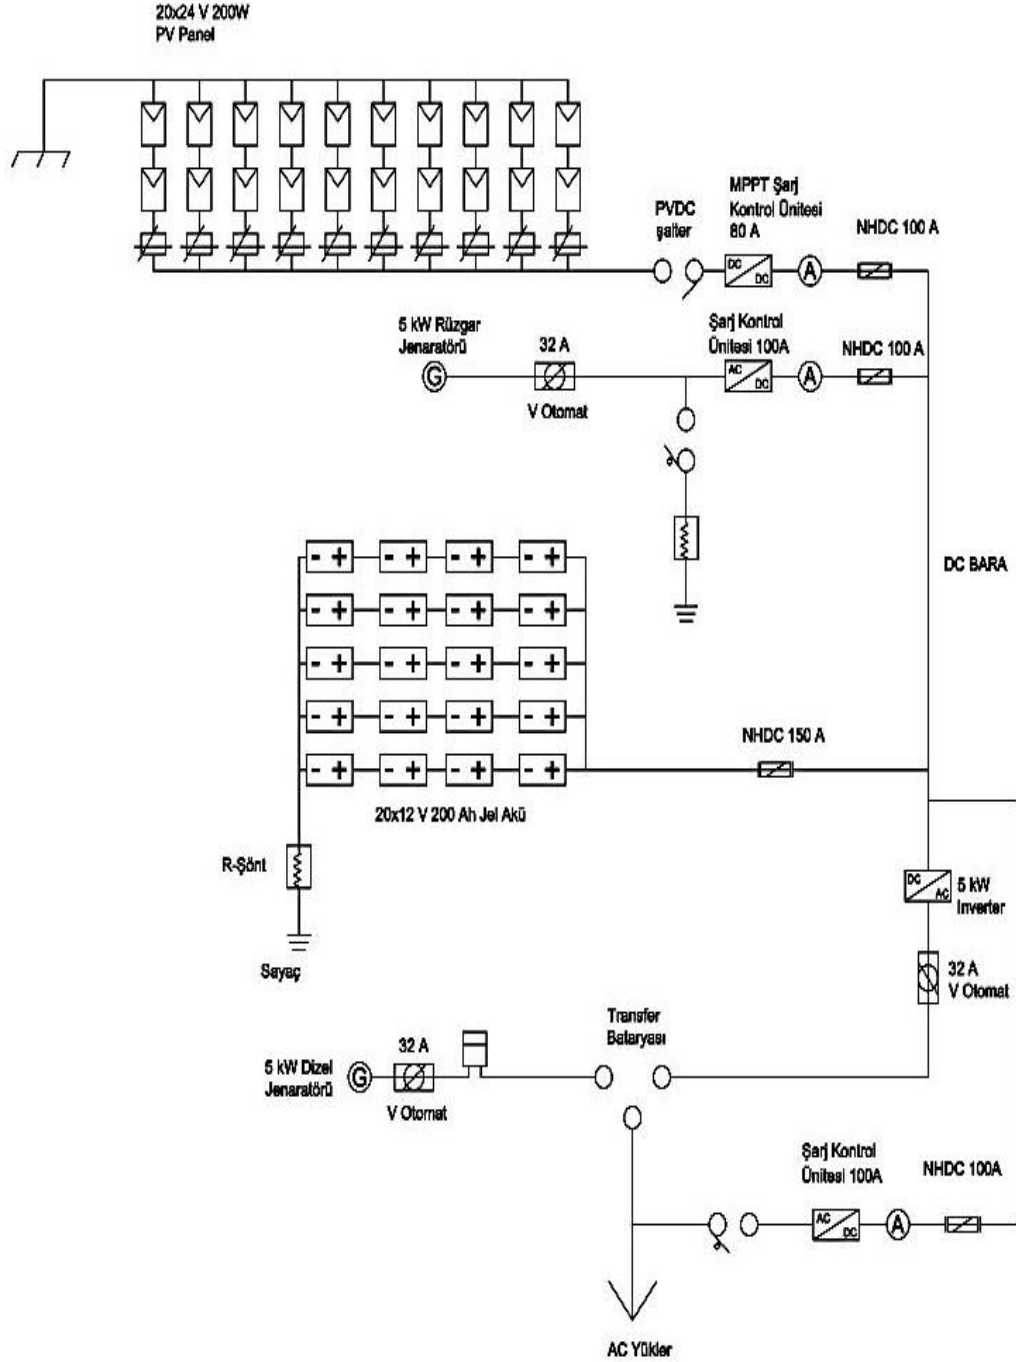 20x24 V 200W
PV Panel
PVDC
şalter
MPPT Şarj
Kontrol Ünitesi
80 A
NHDC 100 A
DC
DC
A
5 kW Rüzgar
Jenaratörü
32 A
Şarj Kontrol
Ünitesi 100A
NHDC 100 A
G
AC
DC
A
V Otomat
DC BARA
- + - + - + - +
- + - + - + - +
- + - + - + - +
- + - + - + - +
- + - + - + - +
NHDC 150 A
20x12 V 200 Ah Jel Akü
R-Şönt
DC
AC
5 kW
Inverter
Sayaç
32 A
V Otomat
Transfer
Bataryası
5 kW Dizel
Jenaratörü
32 A
G
V Otomat
Şarj Kontrol
Ünitesi 100A
NHDC 100A
AC
DC
A
AC Yükler